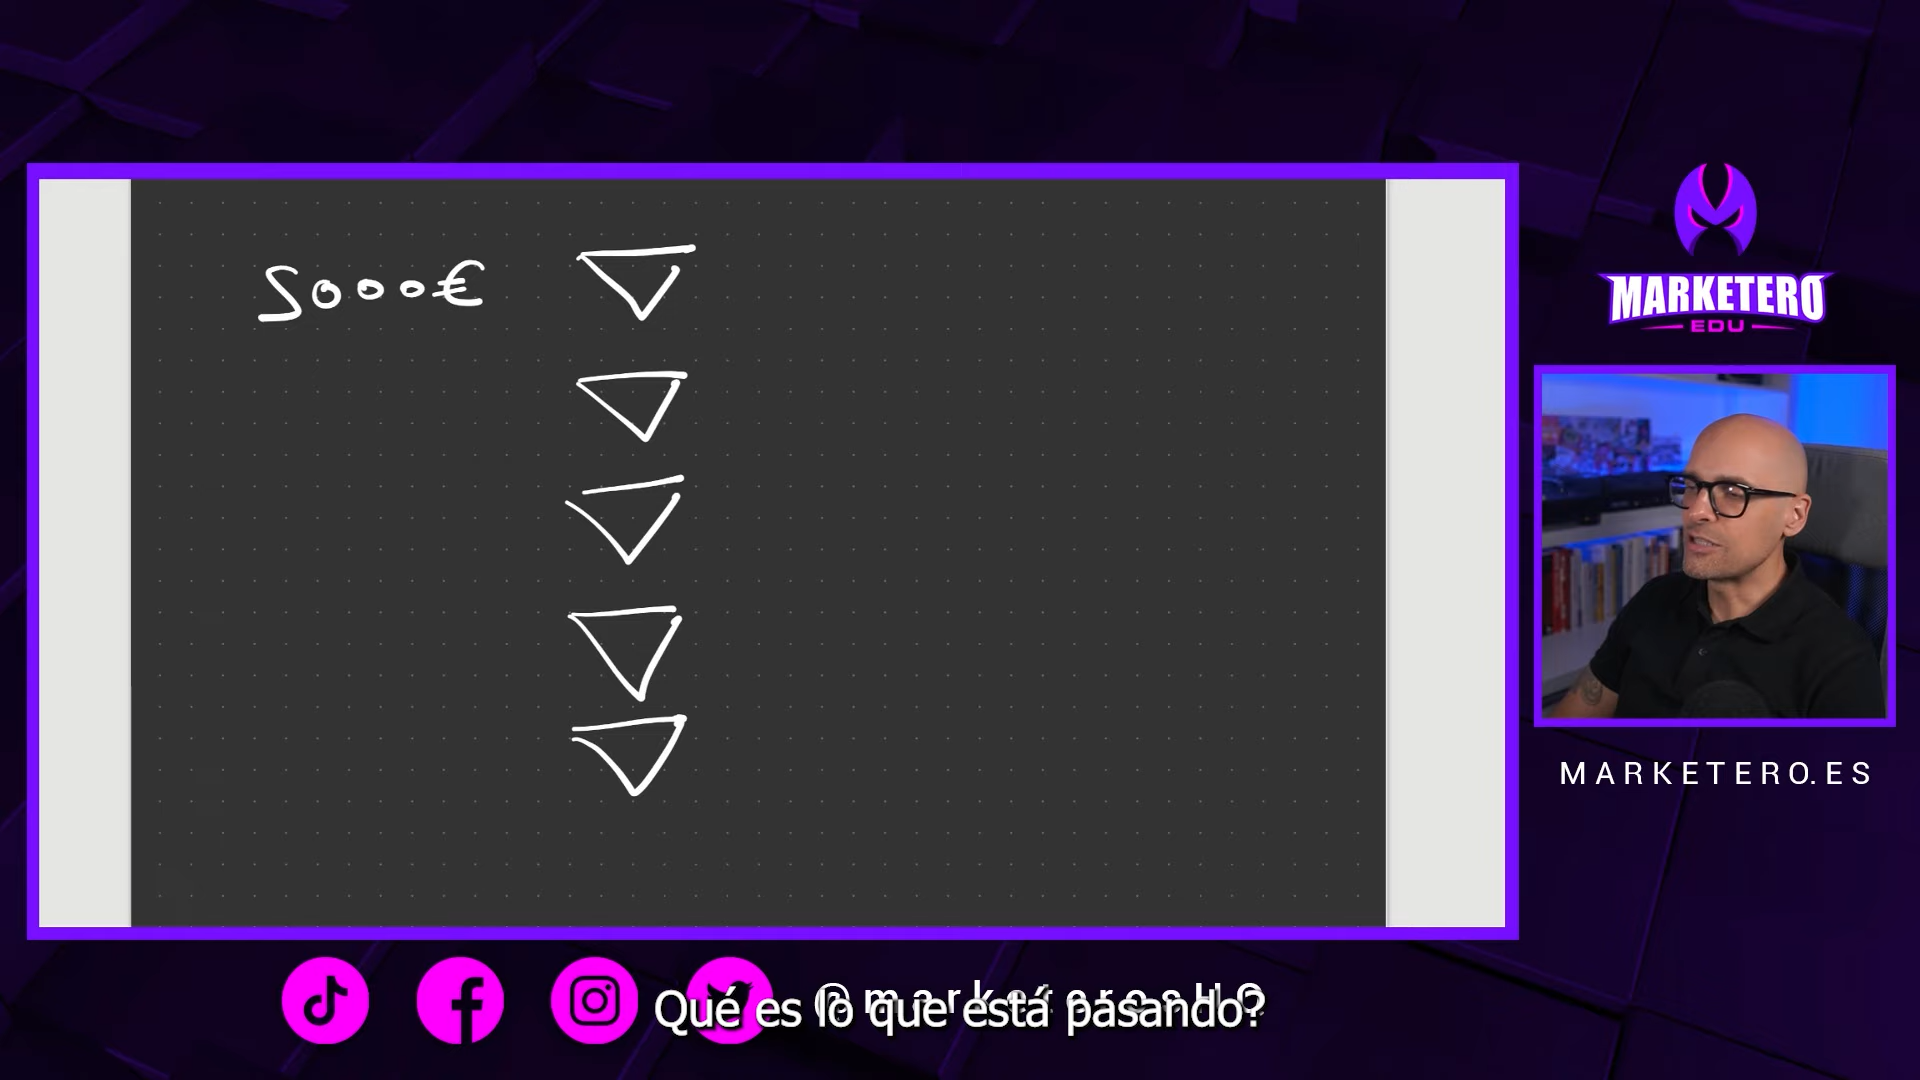 5000€
MARKETERO
EDU
MARKETERO.ES
Qué es lo que está pasando?